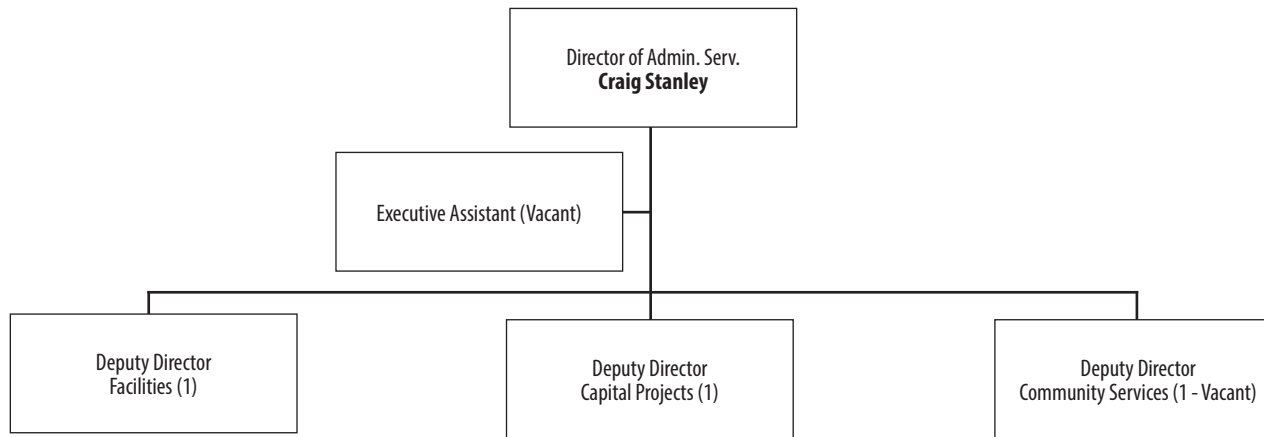 Director of Admin. Serv.
Craig Stanley
Executive Assistant (Vacant)
Deputy Director
Facilities (1)
Deputy Director
Capital Projects (1)
Deputy Director
Community Services (1 - Vacant)